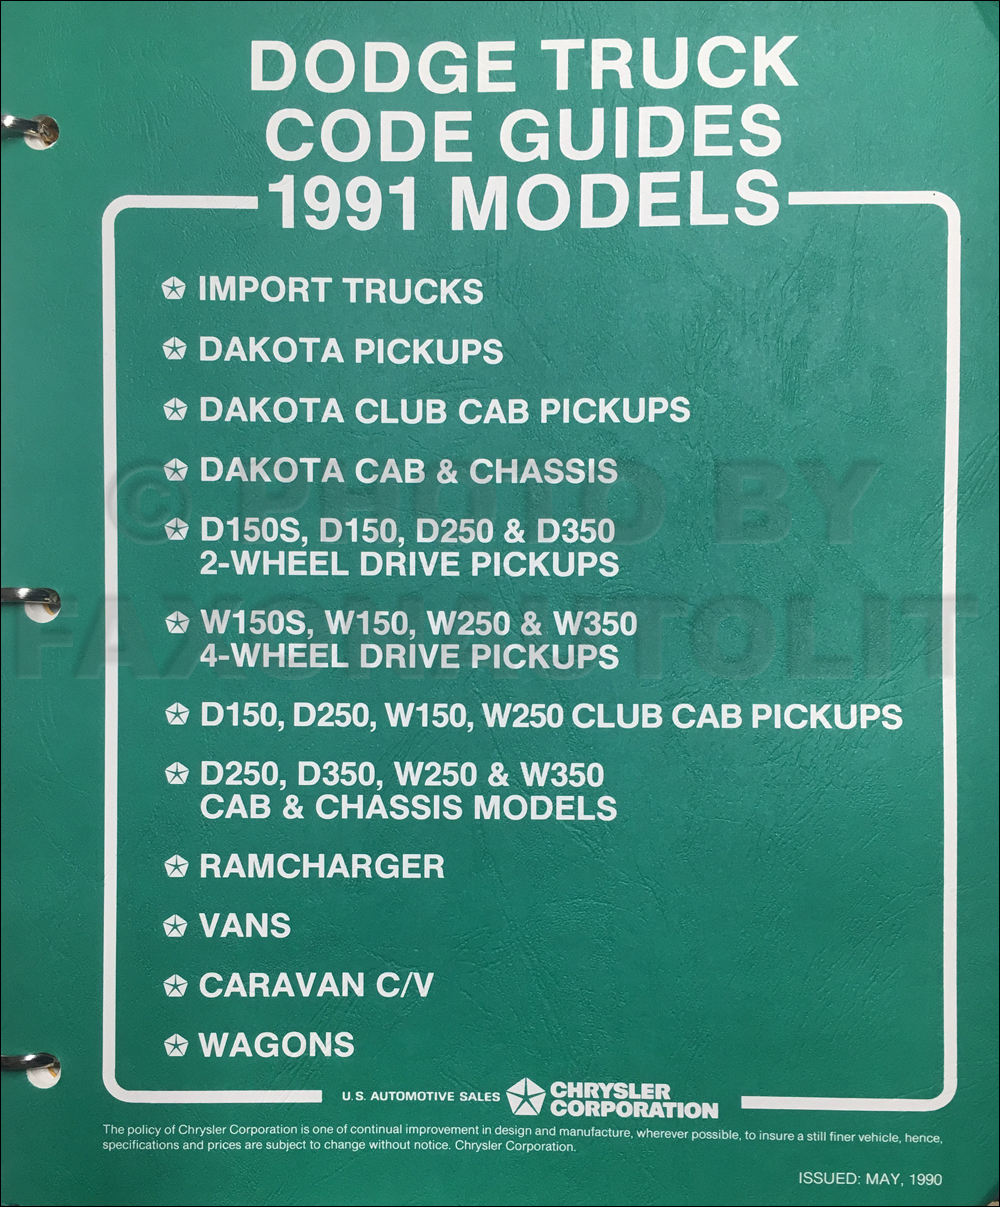 DODGE TRUCK
CODE GUIDES
1991 MODELS
IMPORT TRUCKS
DAKOTA PICKUPS
DAKOTA CLUB CAB PICKUPS
DAKOTA CAB & CHASSIS
D150S, D150, D250 & D350
2-WHEEL DRIVE PICKUPS
W150S, W150, W250 & W350
4-WHEEL DRIVE PICKUPS
D150, D250, W150, W250 CLUB CAB PICKUPS
D250, D350, W250 & W350
CAB & CHASSIS MODELS
RAMCHARGER
VANS
CARAVAN C/V
WAGONS
U.S. AUTOMOTIVE SALES CHRYSLER
CORPORATION
The policy of Chrysler Corporation is one of continual improvement in design and manufacture, wherever possible, to insure a still finer vehicle, hence,
specifications and prices are subject to change without notice. Chrysler Corporation.
ISSUED: MAY, 1990
© PHOTO BY
FAXONAUTOLIT